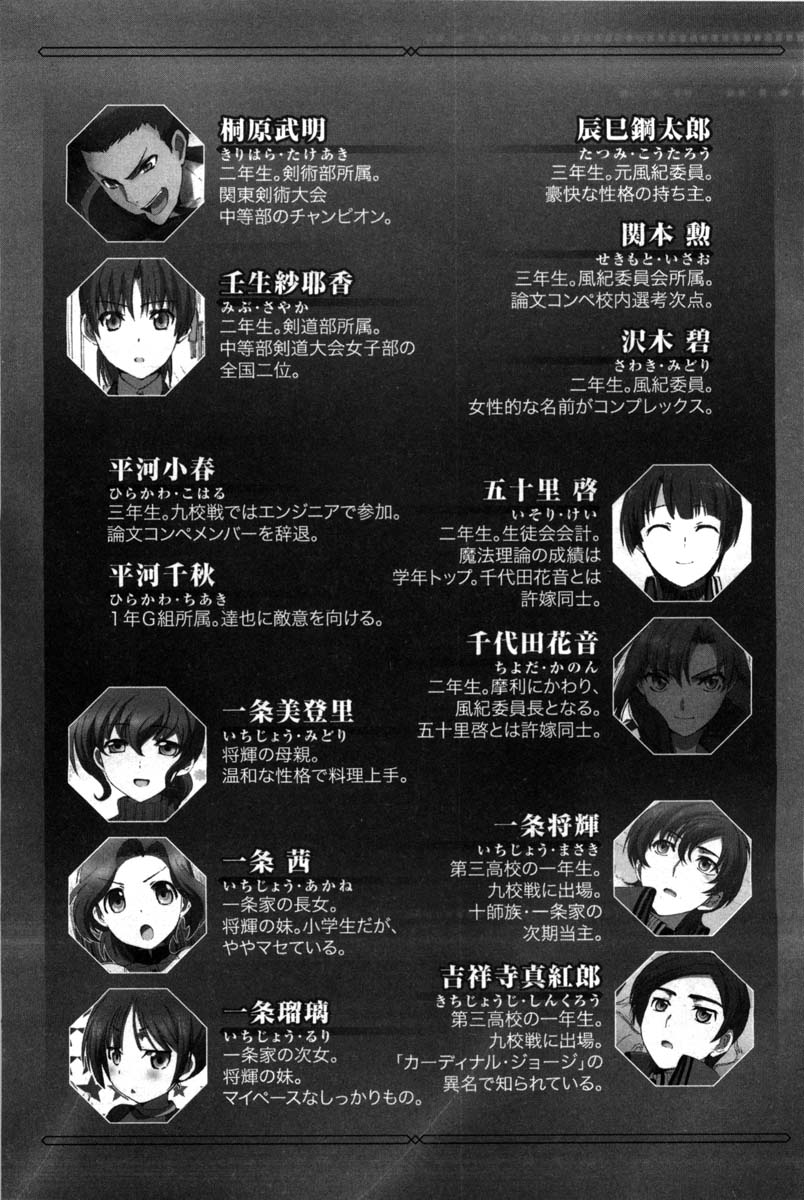 辰巳鋼太郎
たつみ・こうたろう
三年生。元風紀委員。
豪快な性格の持ち主。
関本 勲
せきもと・いさお
三年生。風紀委員会所属。
論文コンペ校内選考次点。
沢木 碧
さわき・みどり
二年生。風紀委員。
女性的な名前がコンプレックス。
五十里 啓
いそり・けい
二年生。生徒会会計。
魔法理論の成績は
学年トップ。千代田花音とは
許嫁同士。
千代田花音
ちよだ・かのん
二年生。摩利にかわり、
風紀委員長となる。
五十里啓とは許嫁同士。
一条将輝
いちじょう・まさき
第三高校の一年生。
九校戦に出場。
十師族・一条家の
次期当主。
吉祥寺真紅郎
きちじょうじ・しんくろう
第三高校の一年生。
九校戦に出場。
「カーディナル・ジョージ」の
異名で知られている。
桐原武明
きりはら・たけあき
二年生。剣術部所属。
関東剣術大会
中等部のチャンピオン。
壬生紗耶香
みぶ・さやか
二年生。剣道部所属。
中等部剣道大会女子部の
全国二位。
平河小春
ひらかわ・こはる
三年生。九校戦ではエンジニアで参加。
論文コンペメンバーを辞退。
平河千秋
ひらかわ・ちあき
1年G組所属。達也に敵意を向ける。
一条美登里
いちじょう・みどり
将輝の母親。
温和な性格で料理上手。
一条 茜
いちじょう・あかね
一条家の長女。
将輝の妹。小学生だが、
ややマセている。
一条瑠璃
いちじょう・るり
一条家の次女。
将輝の妹。
マイペースなしっかりもの。